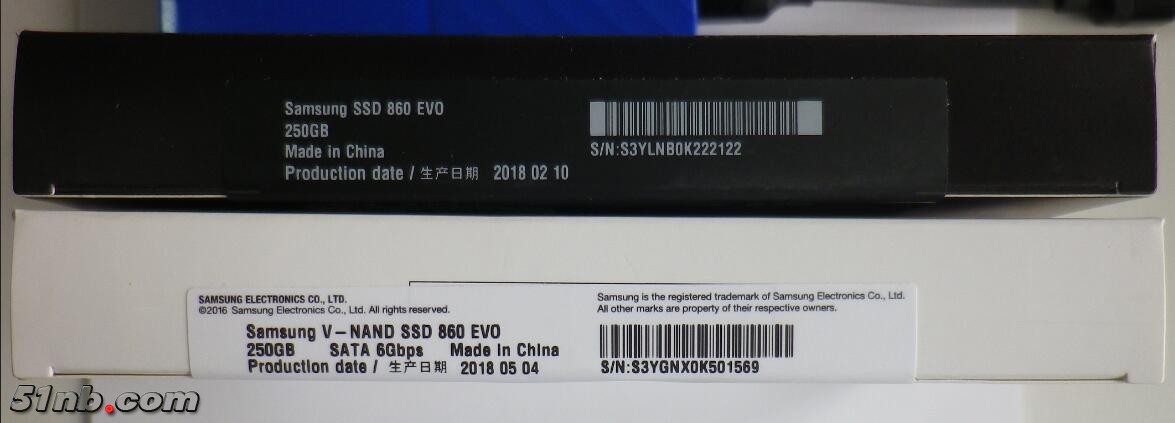 Samsung SSD 860 EVO
250GB
Made in China
Production date / 生产日期 2018 02 10
S/N:S3YLNB0K222122
SAMSUNG ELECTRONICS CO., LTD.
©2016 Samsung Electronics Co., Ltd. All rights reserved.
Samsung V-NAND SSD 860 EVO
250GB SATA 6Gbps Made in China
Production date / 生产日期 2018 05 04
Samsung is the registered trademark of Samsung Electronics Co., Ltd.
All other marks are property of their respective owners.
S/N:S3YGNX0K501569
51nb.com